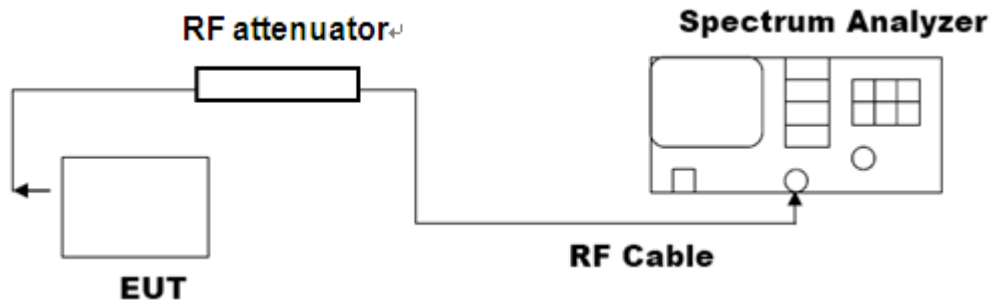 RF attenuator↵
Spectrum Analyzer
RF Cable
EUT